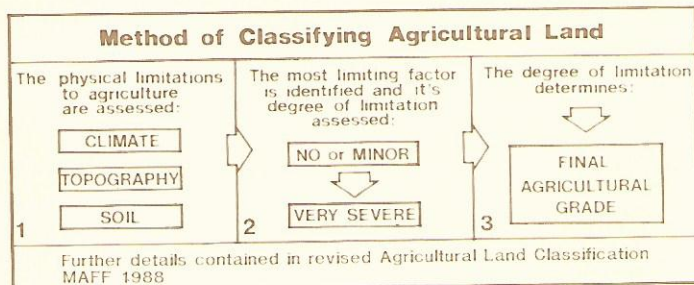 Method of Classifying Agricultural Land
The physical limitations
to agriculture
are assessed:
CLIMATE
TOPOGRAPHY
SOIL
1
The most limiting factor
is identified and it's
degree of limitation
assessed:
NO or MINOR
VERY SEVERE
2
The degree of limitation
determines:
FINAL
AGRICULTURAL
GRADE
3
Further details contained in revised Agricultural Land Classification
MAFF 1988